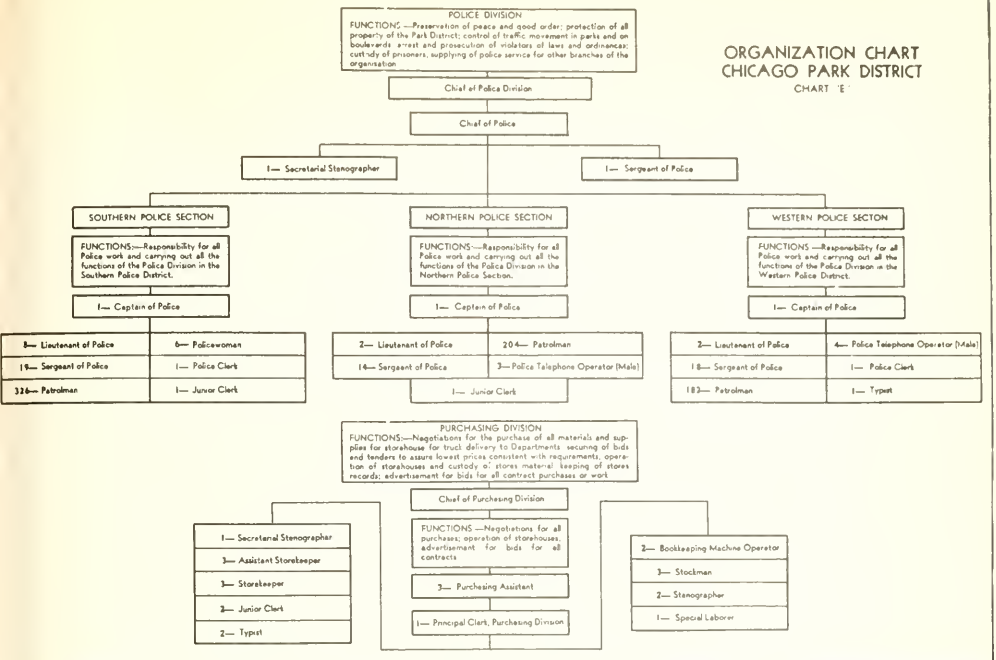 POLICE DIVISION
FUNCTIONS—Preservation of peace and good order; protection of all
property of the Park District; control of traffic movement in parks and on
boulevards arrest and prosecution of violators of laws and ordinances;
custody of prisoners, supplying of police service for other branches of the
organisation
ORGANIZATION CHART
CHICAGO PARK DISTRICT
CHART 'E'
Chief of Police Division
Chief of Police
1— Secretarial Stenographer
1— Sergeant of Police
SOUTHERN POLICE SECTION
FUNCTIONS:—Responsibility for all
Police work and carrying out all the
functions of the Police Division in the
Southern Police District.
1— Captain of Police
8— Lieutenant of Police
6— Policewoman
19— Sergeant of Police
1— Police Clerk
326— Patrolman
1— Junior Clerk
NORTHERN POLICE SECTION
FUNCTIONS:—Responsibility for all
Police work and carrying out all the
functions of the Police Division in the
Northern Police Section.
1— Captain of Police
2— Lieutenant of Police
204— Patrolman
14— Sergeant of Police
3—Police Telephone Operator (Male)
1— Junior Clerk
WESTERN POLICE SECTON
FUNCTIONS—Responsibility for all
Police work and carrying out all the
functions of the Police Division in the
Western Police District.
1— Captain of Police
2— Lieutenant of Police
4— Police Telephone Operator (Male)
18— Sergeant of Police
1— Police Clerk
183— Patrolman
1— Typist
PURCHASING DIVISION
FUNCTIONS:—Negotiations for the purchase of all materials and sup-
plies for storehouse for truck delivery to Departments securing of bids
and tenders to assure lowest prices consistent with requirements, opera-
tion of storehouses and custody of stores material keeping of stores
records; advertisement for bids for all contract purchases or work
Chief of Purchasing Division
FUNCTIONS—Negotiations for all
purchases; operation of storehouses,
advertisement for bids for all
contracts
3— Purchasing Assistant
1— Principal Clerk, Purchasing Division
1— Secretarial Stenographer
3— Assistant Storekeeper
3— Storekeeper
2— Junior Clerk
2— Typist
2— Bookkeeping Machine Operator
3— Stockman
2— Stenographer
1— Special Laborer